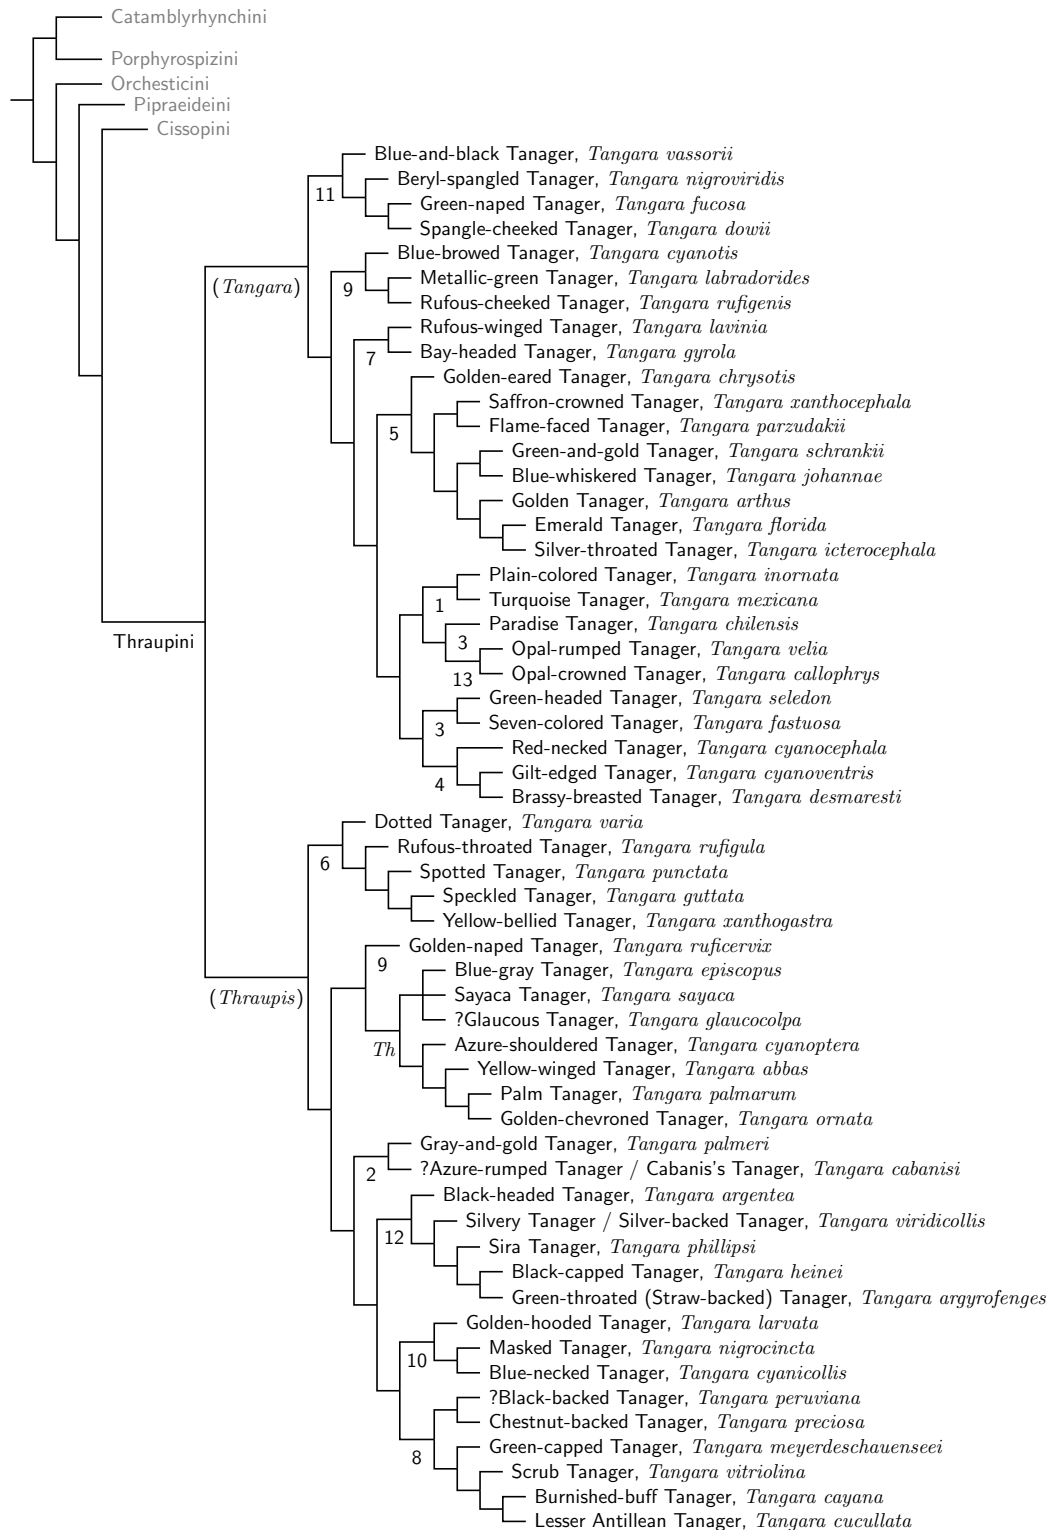 Catamblyrhynchini
Porphyrospizini
Orchesticini
Pipraeideini
Cissopini
Blue-and-black Tanager, Tangara vassorii
Beryl-spangled Tanager, Tangara nigroviridis
11
Green-naped Tanager, Tangara fucosa
Spangle-cheeked Tanager, Tangara dowii
Blue-browed Tanager, Tangara cyanotis
(Tangara)
Metallic-green Tanager, Tangara labradorides
9
Rufous-cheeked Tanager, Tangara rufigenis
Rufous-winged Tanager, Tangara lavinia
7
Bay-headed Tanager, Tangara gyrola
Golden-eared Tanager, Tangara chrysotis
Saffron-crowned Tanager, Tangara xanthocephala
5
Flame-faced Tanager, Tangara parzudakii
Green-and-gold Tanager, Tangara schrankii
Blue-whiskered Tanager, Tangara johannae
Golden Tanager, Tangara arthus
Emerald Tanager, Tangara florida
Silver-throated Tanager, Tangara icterocephala
Plain-colored Tanager, Tangara inornata
1
Turquoise Tanager, Tangara mexicana
Paradise Tanager, Tangara chilensis
Thraupini
3
Opal-rumped Tanager, Tangara velia
13
Opal-crowned Tanager, Tangara callophrys
Green-headed Tanager, Tangara seledon
3
Seven-colored Tanager, Tangara fastuosa
Red-necked Tanager, Tangara cyanocephala
4
Gilt-edged Tanager, Tangara cyanoventris
Brassy-breasted Tanager, Tangara desmaresti
Dotted Tanager, Tangara varia
6
Rufous-throated Tanager, Tangara rufigula
Spotted Tanager, Tangara punctata
Speckled Tanager, Tangara guttata
Yellow-bellied Tanager, Tangara xanthogastra
Golden-naped Tanager, Tangara ruficervix
9
Blue-gray Tanager, Tangara episcopus
(Thraupis)
Sayaca Tanager, Tangara sayaca
?Glaucous Tanager, Tangara glaucocolpa
Th
Azure-shouldered Tanager, Tangara cyanoptera
Yellow-winged Tanager, Tangara abbas
Palm Tanager, Tangara palmarum
Golden-chevroned Tanager, Tangara ornata
Gray-and-gold Tanager, Tangara palmeri
2
?Azure-rumped Tanager / Cabanis's Tanager, Tangara cabanisi
Black-headed Tanager, Tangara argentea
Silvery Tanager / Silver-backed Tanager, Tangara viridicollis
12
Sira Tanager, Tangara phillipsi
Black-capped Tanager, Tangara heinei
Green-throated (Straw-backed) Tanager, Tangara argyrofenges
Golden-hooded Tanager, Tangara larvata
Masked Tanager, Tangara nigrocincta
10
Blue-necked Tanager, Tangara cyanicollis
?Black-backed Tanager, Tangara peruviana
Chestnut-backed Tanager, Tangara preciosa
Green-capped Tanager, Tangara meyerdeschauenseei
8
Scrub Tanager, Tangara vitriolina
Burnished-buff Tanager, Tangara cayana
Lesser Antillean Tanager, Tangara cucullata